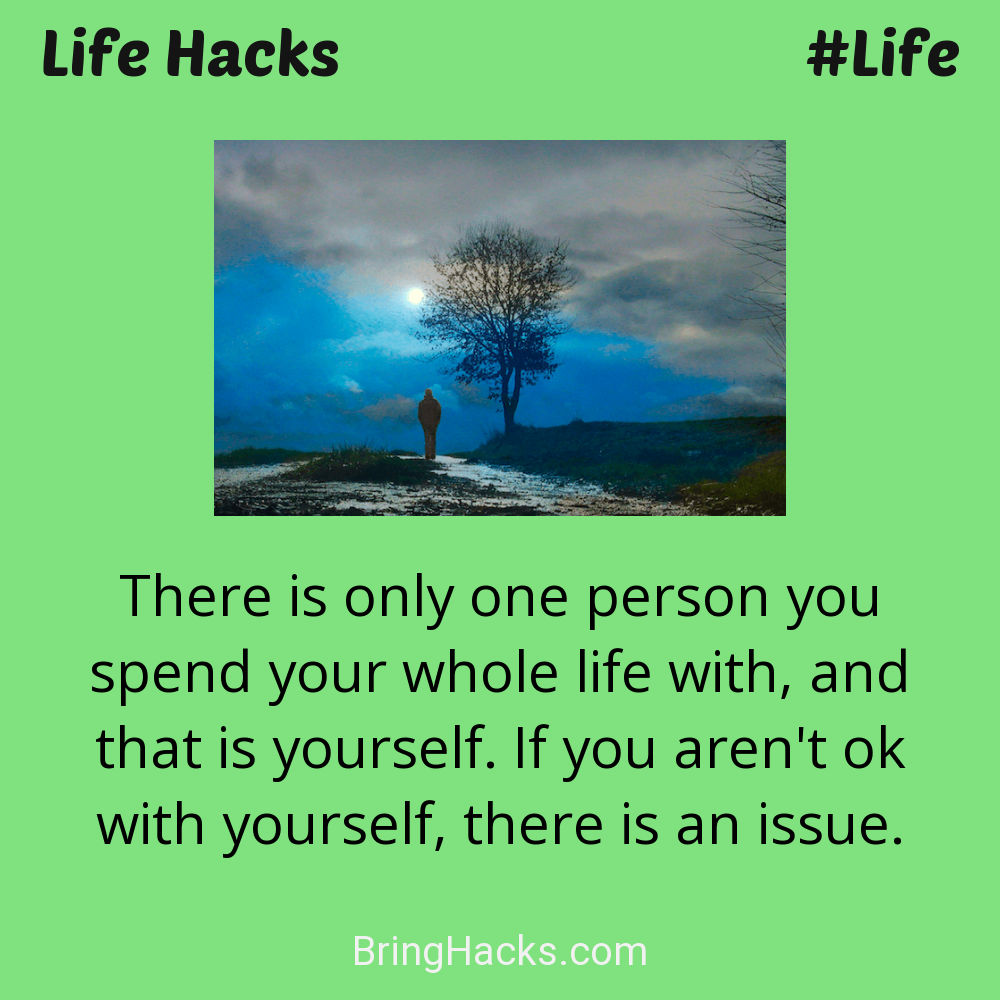 Life Hacks
#Life
There is only one person you
spend your whole life with, and
that is yourself. If you aren't ok
with yourself, there is an issue.
BringHacks.com